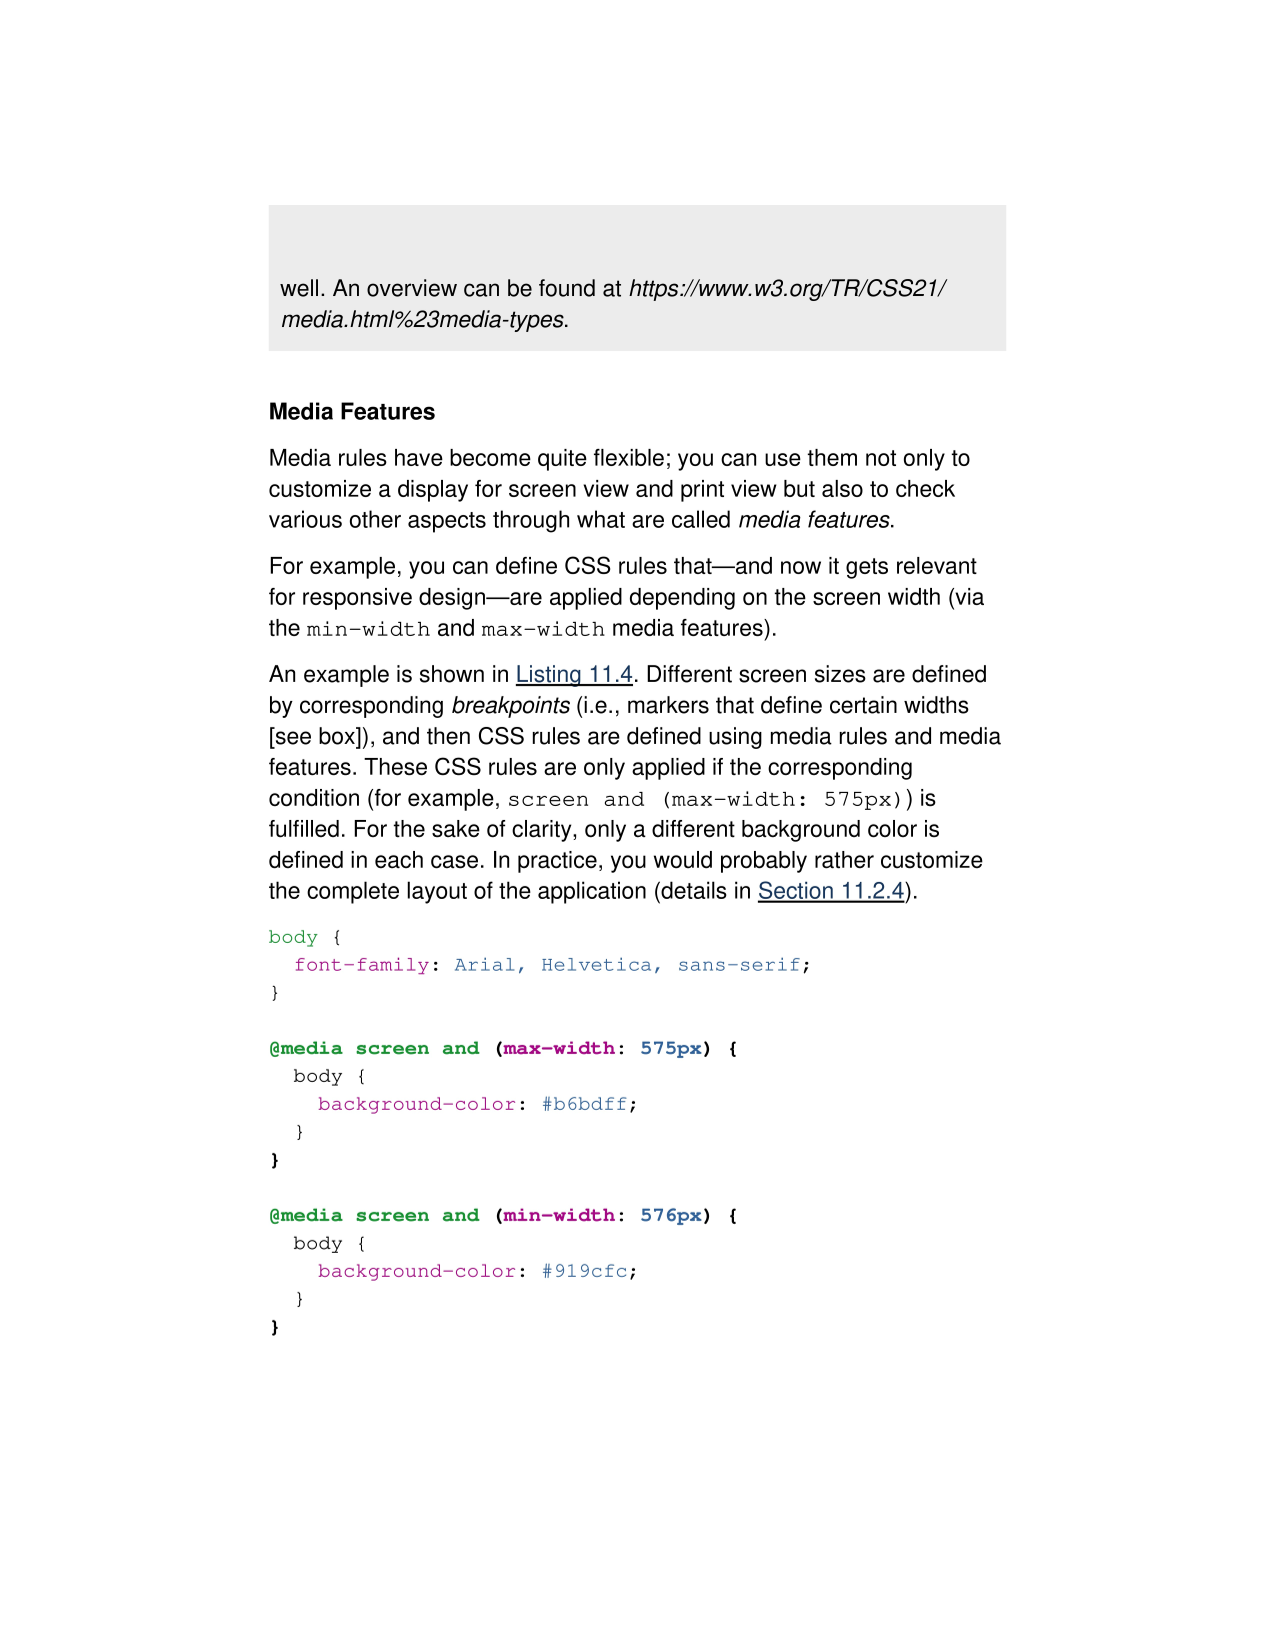 well. An overview can be found at https://www.w3.org/TR/CSS21/
media.html%23media-types.
Media Features
Media rules have become quite flexible; you can use them not only to
customize a display for screen view and print view but also to check
various other aspects through what are called media features.
For example, you can define CSS rules that—and now it gets relevant
for responsive design—are applied depending on the screen width (via
the min-width and max-width media features).
An example is shown in Listing 11.4. Different screen sizes are defined
by corresponding breakpoints (i.e., markers that define certain widths
[see box]), and then CSS rules are defined using media rules and media
features. These CSS rules are only applied if the corresponding
condition (for example, screen and (max-width: 575px)) is
fulfilled. For the sake of clarity, only a different background color is
defined in each case. In practice, you would probably rather customize
the complete layout of the application (details in Section 11.2.4).
body {
  font-family: Arial, Helvetica, sans-serif;
}
@media screen and (max-width: 575px) {
  body {
    background-color: #b6bdff;
  }
}
@media screen and (min-width: 576px) {
  body {
    background-color: #919cfc;
  }
}